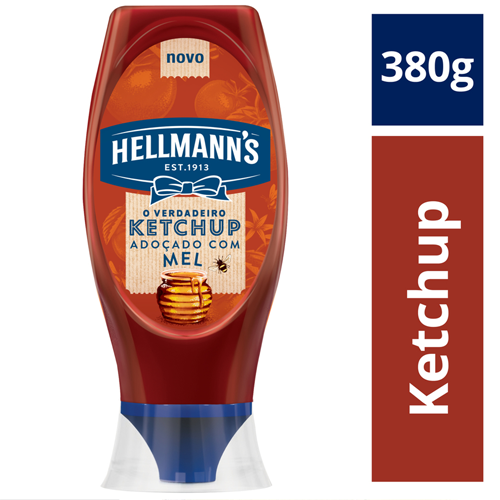 novo
HELLMANN'S
EST.1913
O VERDADEIRO
KETCHUP
ADOÇADO COM
MEL
380g
Ketchup